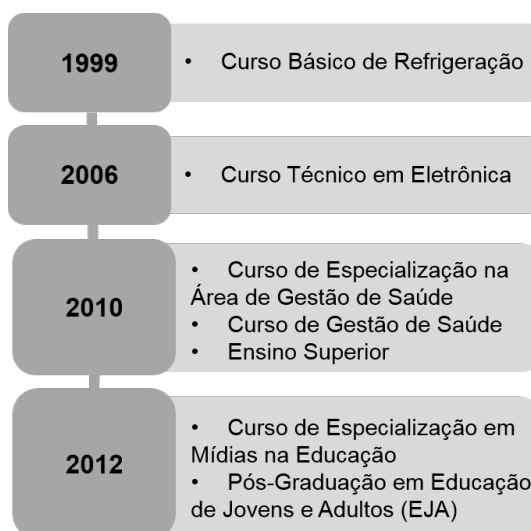 1999
• Curso Básico de Refrigeração
2006
• Curso Técnico em Eletrônica
2010
• Curso de Especialização na
Área de Gestão de Saúde
• Curso de Gestão de Saúde
• Ensino Superior
2012
• Curso de Especialização em
Mídias na Educação
• Pós-Graduação em Educação
de Jovens e Adultos (EJA)